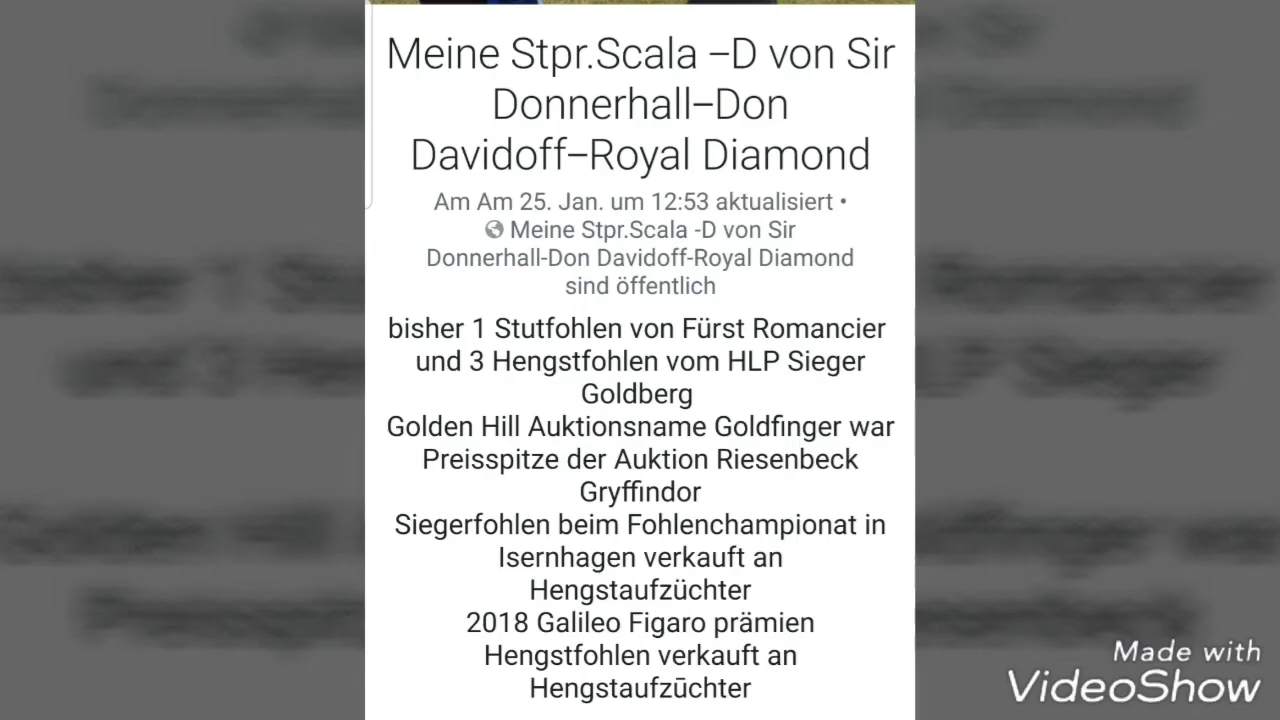 Meine Stpr.Scala –D von Sir
Donnerhall–Don
Davidoff–Royal Diamond
Am Am 25. Jan. um 12:53 aktualisiert •
Meine Stpr.Scala -D von Sir
Donnerhall-Don Davidoff-Royal Diamond
sind öffentlich
bisher 1 Stutfohlen von Fürst Romancier
und 3 Hengstfohlen vom HLP Sieger
Goldberg
Golden Hill Auktionsname Goldfinger war
Preisspitze der Auktion Riesenbeck
Gryffindor
Siegerfohlen beim Fohlenchampionat in
Isernhagen verkauft an
Hengstaufzüchter
2018 Galileo Figaro prämien
Hengstfohlen verkauft an
Hengstaufzūchter
Made with
VideoShow